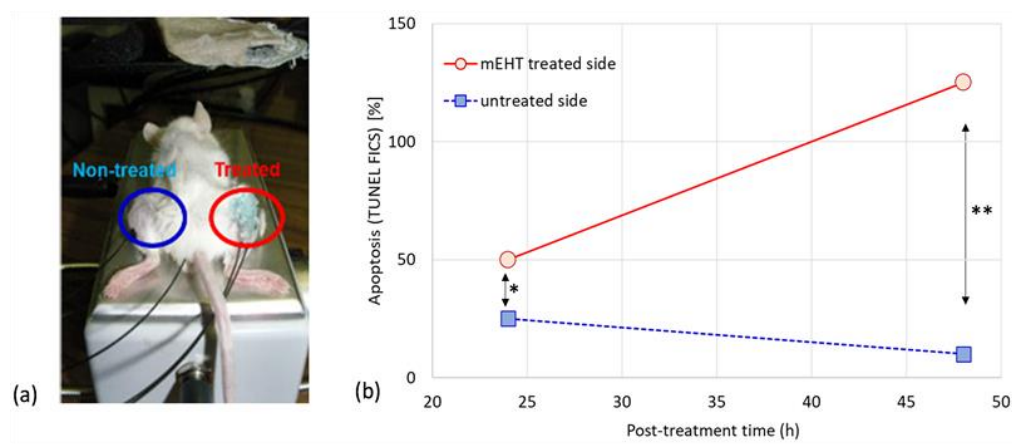 Non-treated Treated
(a)
150
100
50
0
20 25 30 35 40 45 50
Apoptosis (TUNEL FICS) [%]
Post-treatment time (h)
mEHT treated side
untreated side
*
**
(b)